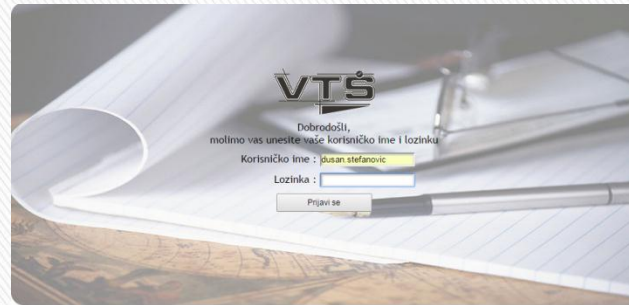 VTŠ
Dobrodošli,
molimo vas unesite vaše korisničko ime i lozinku
Korisničko ime : dusan.stefanovic
Lozinka :
Prijavi se